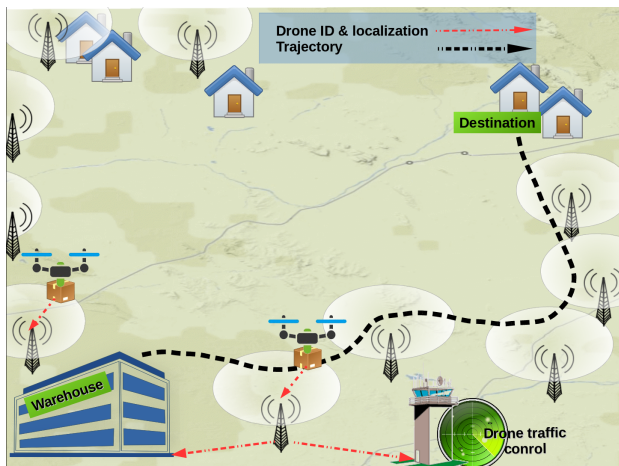 Drone ID & localization
Trajectory
Destination
Warehouse
Drone traffic
conrol